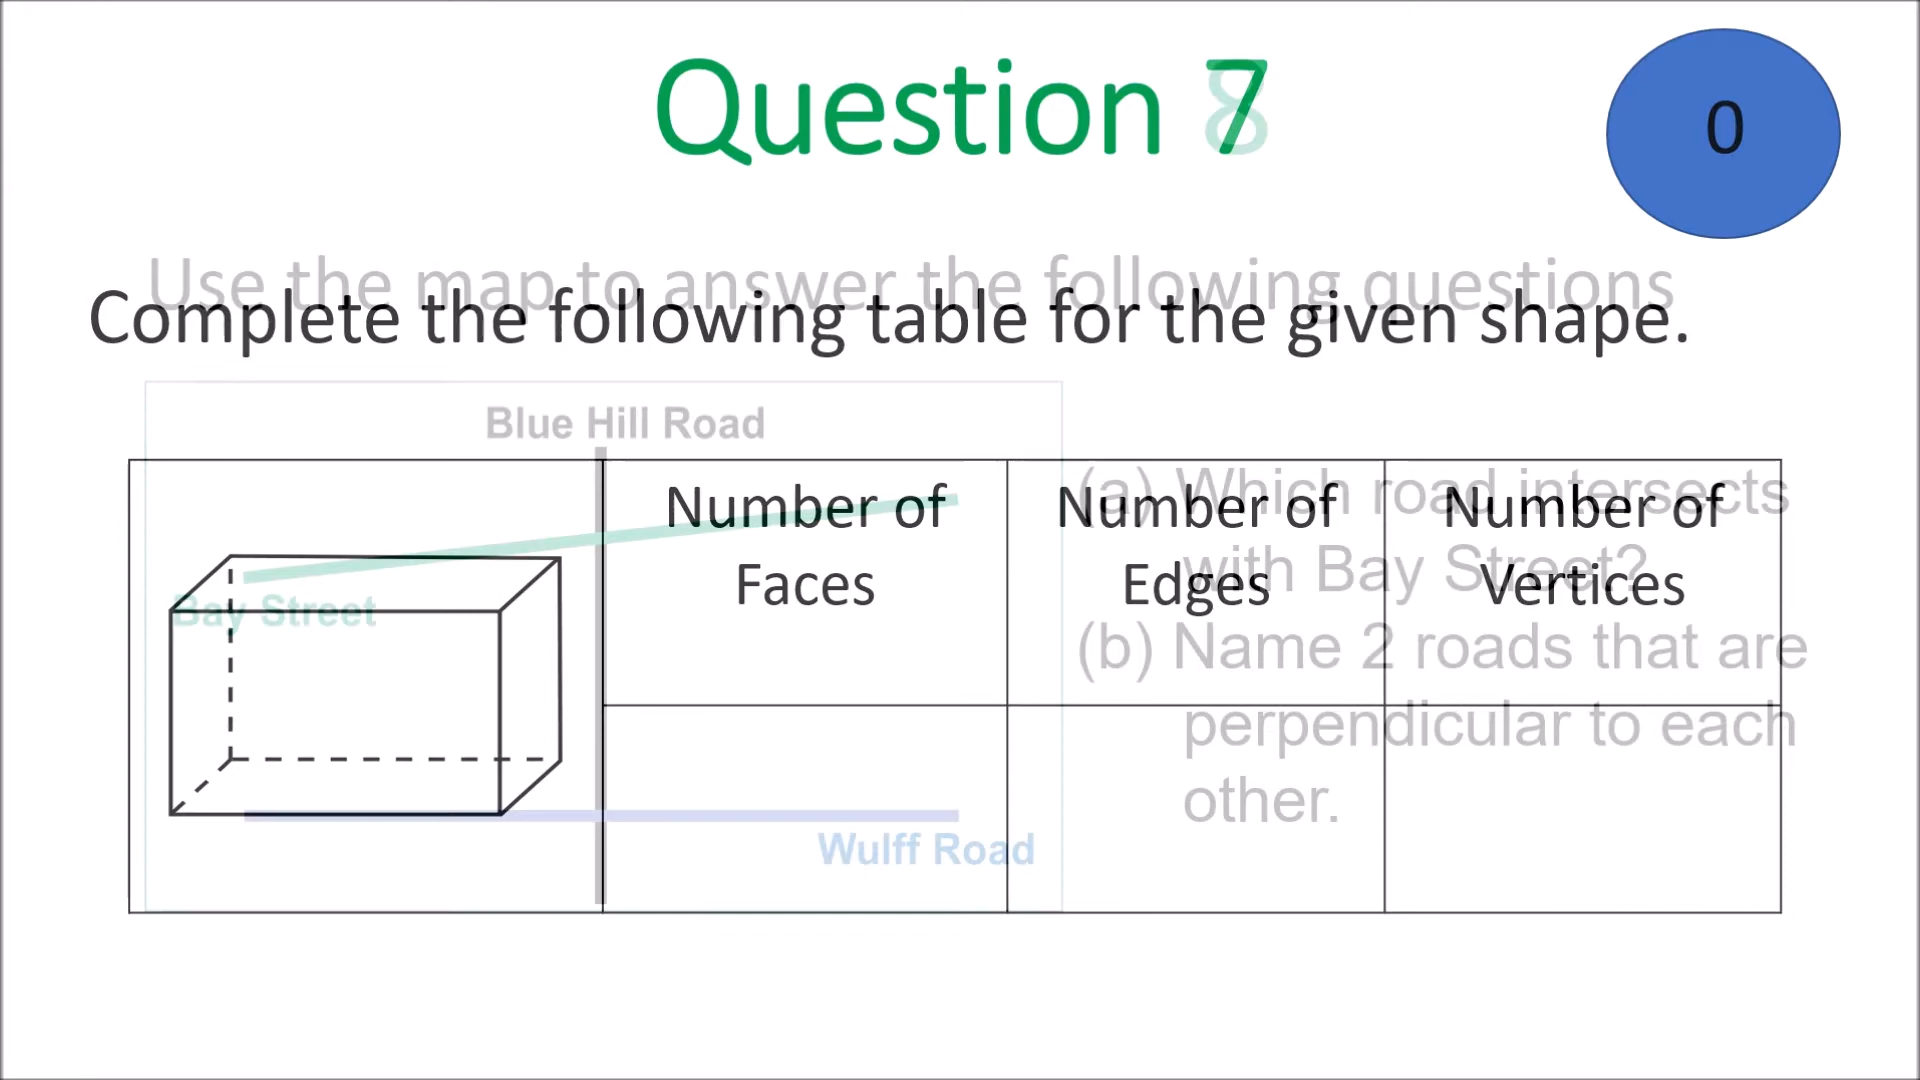 Question 7
8
0
Use the map to answer the following questions
Complete the following table for the given shape.
Blue Hill Road
Number of
Faces
Number of
Edges
Number of
Vertices
Bay Street
Wulff Road
(a) Which road intersects
with Bay Street?
(b) Name 2 roads that are
perpendicular to each
other.